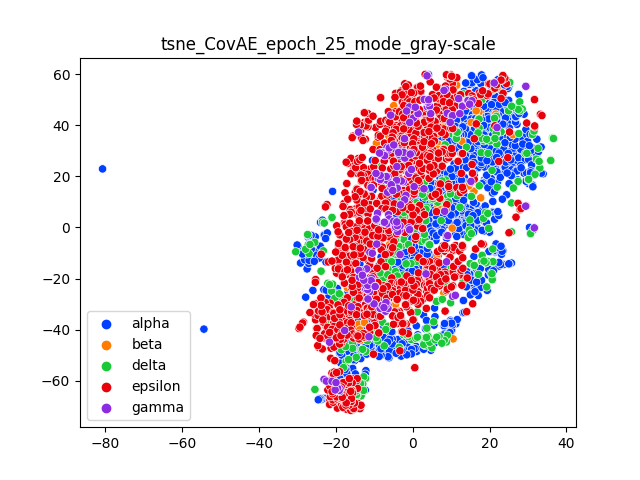 tsne_CovAE_epoch_25_mode_gray-scale
60
40
20
0
−20
−40
−60
alpha
beta
delta
epsilon
gamma
−80 −60 −40 −20 0 20 40